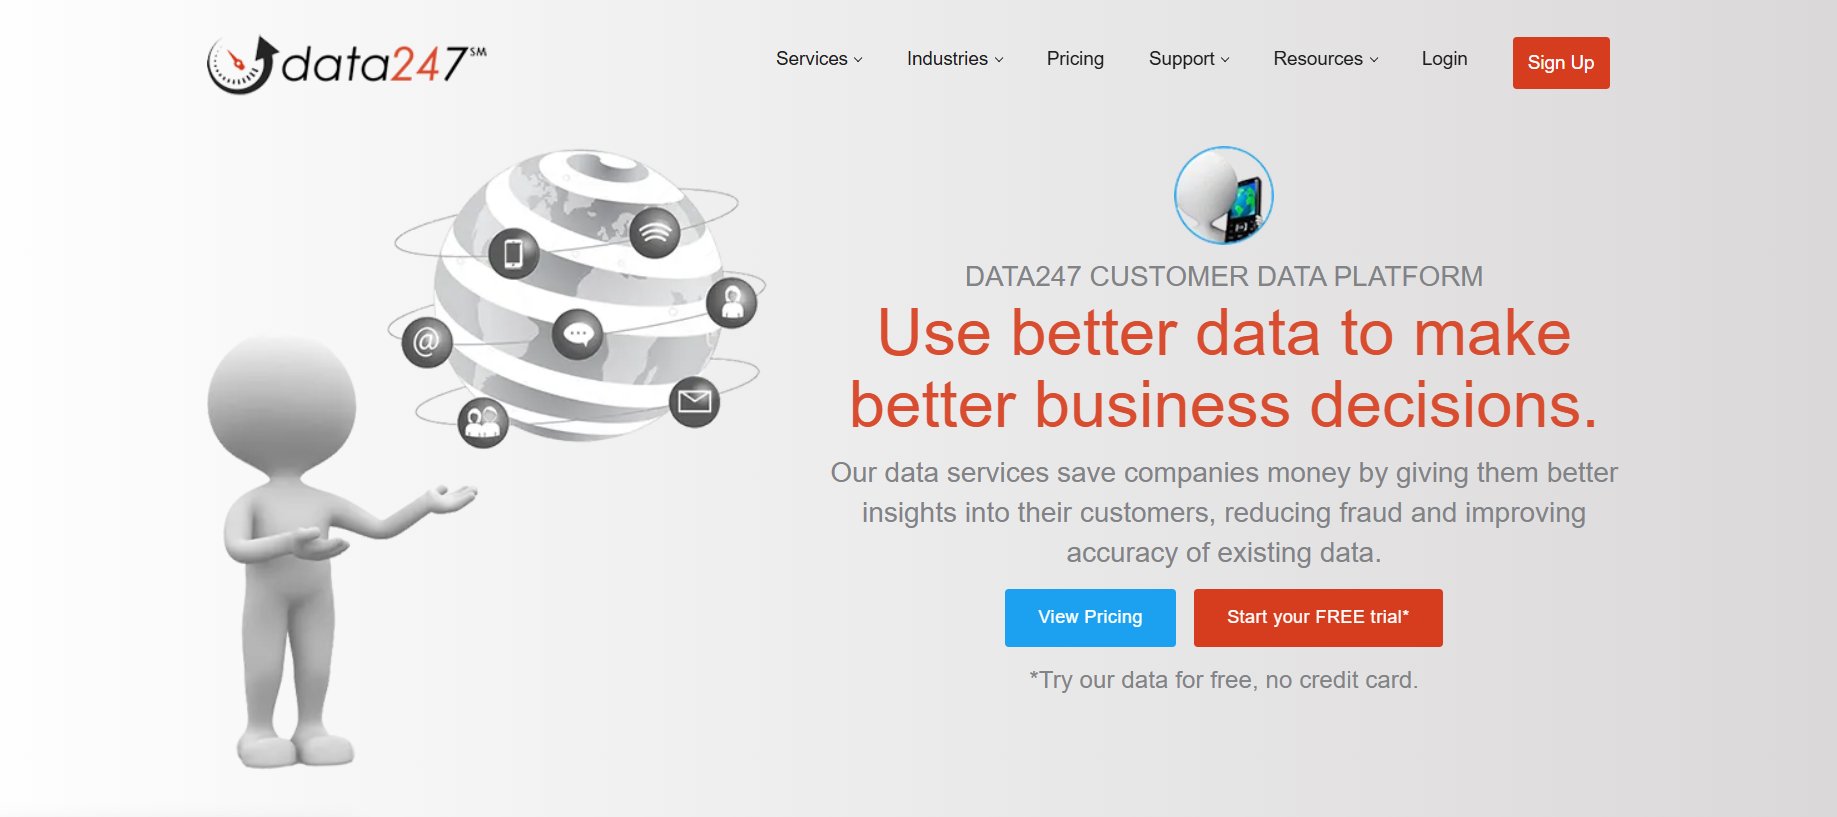 data247 SM
Services
Industries
Pricing
Support
Resources
Login
Sign Up
@
DATA247 CUSTOMER DATA PLATFORM
Use better data to make
better business decisions.
Our data services save companies money by giving them better
insights into their customers, reducing fraud and improving
accuracy of existing data.
View Pricing
Start your FREE trial*
*Try our data for free, no credit card.